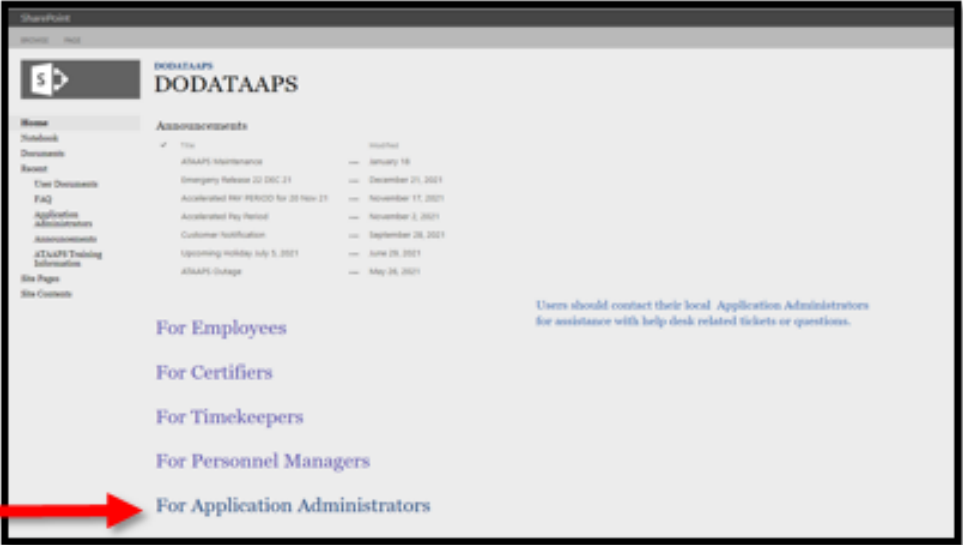 SharePoint
BROWSE PAGE
S
DODATAAPS
DODATAAPS
Home
Notebook
Documents
Recent
User Documents
FAQ
Application
Administrators
Announcements
ATAAPS Training
Information
Site Pages
Site Contents
Announcements
✓ Title Modified
ATAAPS Maintenance ... January 18
Emergency Release 22 DEC 21 ... December 21, 2021
Accelerated PAY PERIOD for 20 Nov 21 ... November 17, 2021
Accelerated Pay Period ... November 2, 2021
Customer Notification ... September 28, 2021
Upcoming Holiday July 5, 2021 ... June 29, 2021
ATAAPS Outage ... May 26, 2021
Users should contact their local Application Administrators
for assistance with help desk related tickets or questions.
For Employees
For Certifiers
For Timekeepers
For Personnel Managers
For Application Administrators